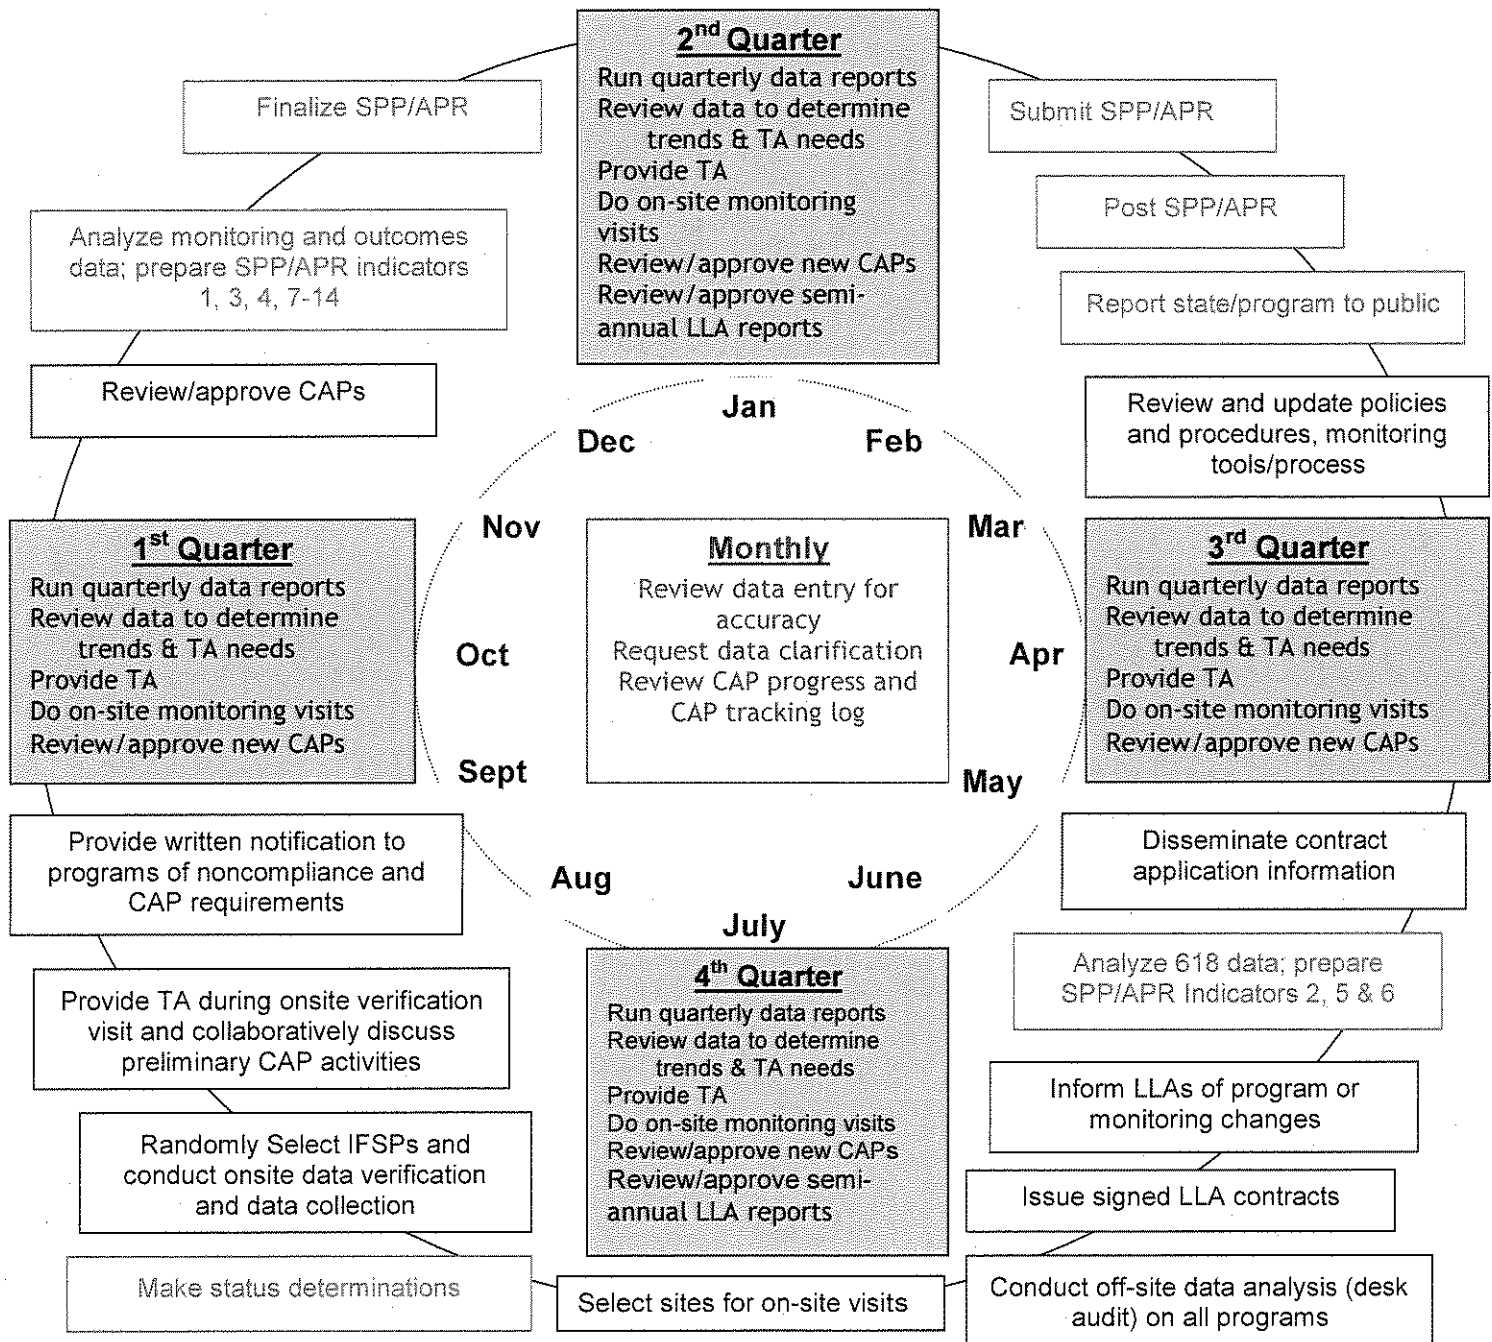 2nd Quarter
Run quarterly data reports
Review data to determine
trends & TA needs
Provide TA
Do on-site monitoring
visits
Review/approve new CAPs
Review/approve semi-
annual LLA reports
Submit SPP/APR
Post SPP/APR
Report state/program to public
Review and update policies
and procedures, monitoring
tools/process
3rd Quarter
Run quarterly data reports
Review data to determine
trends & TA needs
Provide TA
Do on-site monitoring visits
Review/approve new CAPs
Disseminate contract
application information
Analyze 618 data; prepare
SPP/APR Indicators 2, 5 & 6
Inform LLAs of program or
monitoring changes
Issue signed LLA contracts
Conduct off-site data analysis (desk
audit) on all programs
4th Quarter
Run quarterly data reports
Review data to determine
trends & TA needs
Provide TA
Do on-site monitoring visits
Review/approve new CAPs
Review/approve semi-
annual LLA reports
Select sites for on-site visits
Make status determinations
Randomly Select IFSPs and
conduct onsite data verification
and data collection
Provide TA during onsite verification
visit and collaboratively discuss
preliminary CAP activities
Provide written notification to
programs of noncompliance and
CAP requirements
1st Quarter
Run quarterly data reports
Review data to determine
trends & TA needs
Provide TA
Do on-site monitoring visits
Review/approve new CAPs
Review/approve CAPs
Analyze monitoring and outcomes
data; prepare SPP/APR indicators
1, 3, 4, 7-14
Finalize SPP/APR
Jan
Feb
Mar
Apr
May
June
July
Aug
Sept
Oct
Nov
Dec
Monthly
Review data entry for
accuracy
Request data clarification
Review CAP progress and
CAP tracking log